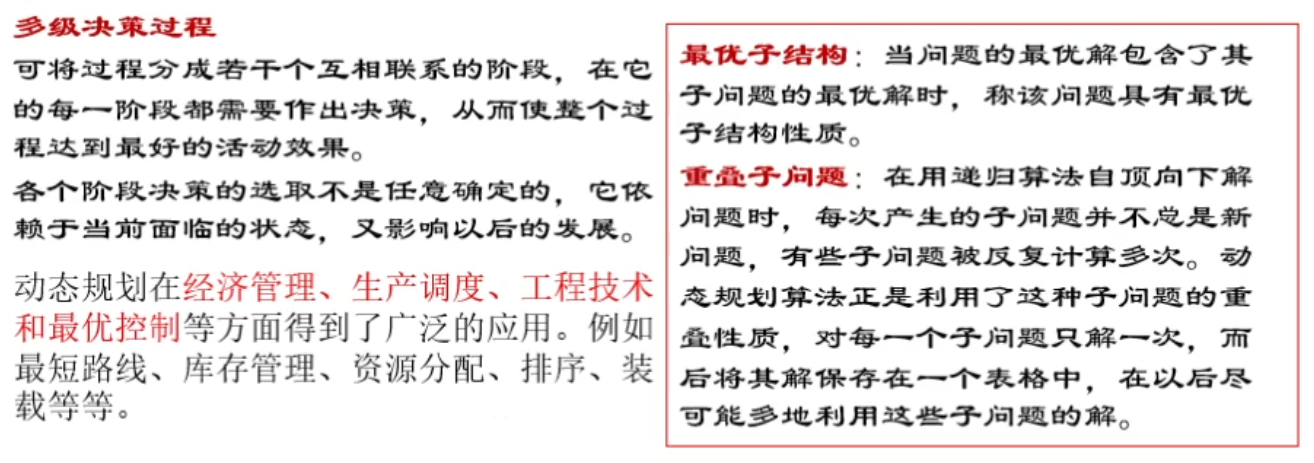 多级决策过程
可将过程分成若干个互相联系的阶段，在它
的每一阶段都需要作出决策，从而使整个过
程达到最好的活动效果。
各个阶段决策的选取不是任意确定的，它依
赖于当前面临的状态，又影响以后的发展。
动态规划在经济管理、生产调度、工程技术
和最优控制等方面得到了广泛的应用。例如
最短路线、库存管理、资源分配、排序、装
载等等。
最优子结构：当问题的最优解包含了其
子问题的最优解时，称该问题具有最优
子结构性质。
重叠子问题：在用递归算法自顶向下解
问题时，每次产生的子问题并不总是新
问题，有些子问题被反复计算多次。动
态规划算法正是利用了这种子问题的重
叠性质，对每一个子问题只解一次，而
后将其解保存在一个表格中，在以后尽
可能多地利用这些子问题的解。